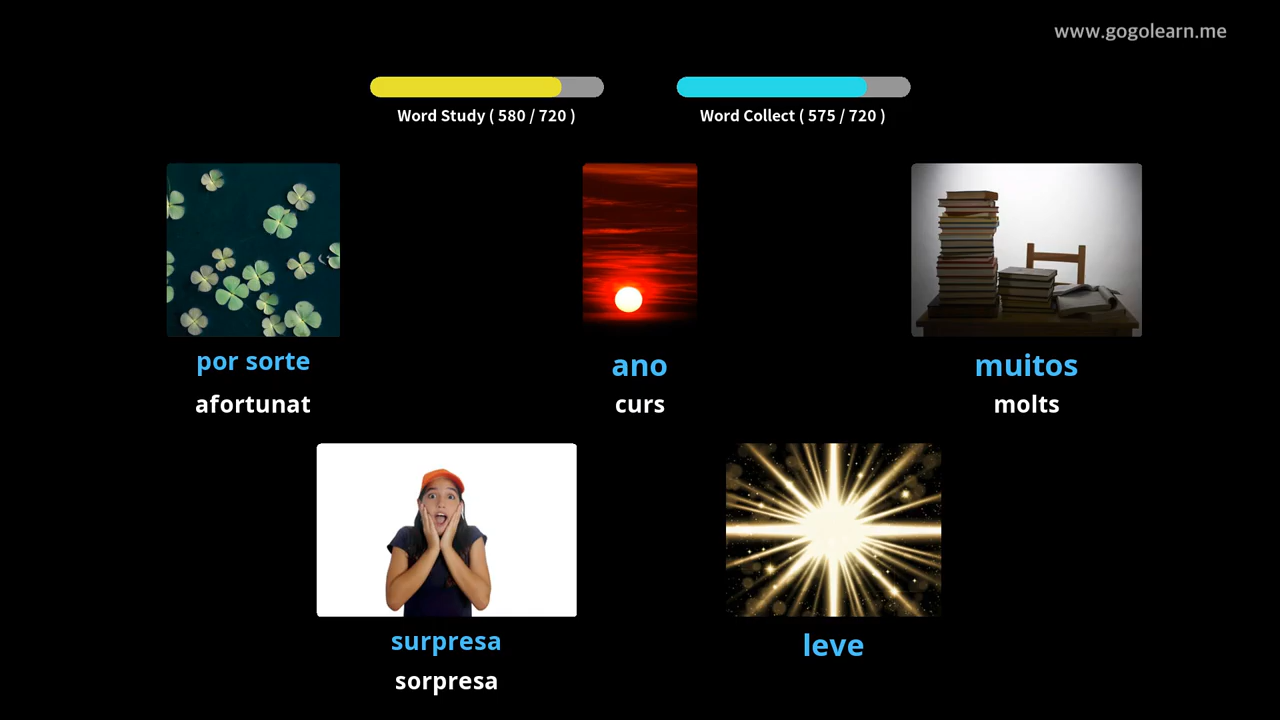 www.gogolearn.me
Word Study ( 580 / 720 )
Word Collect ( 575 / 720 )
por sorte
afortunat
ano
curs
muitos
molts
surpresa
sorpresa
leve